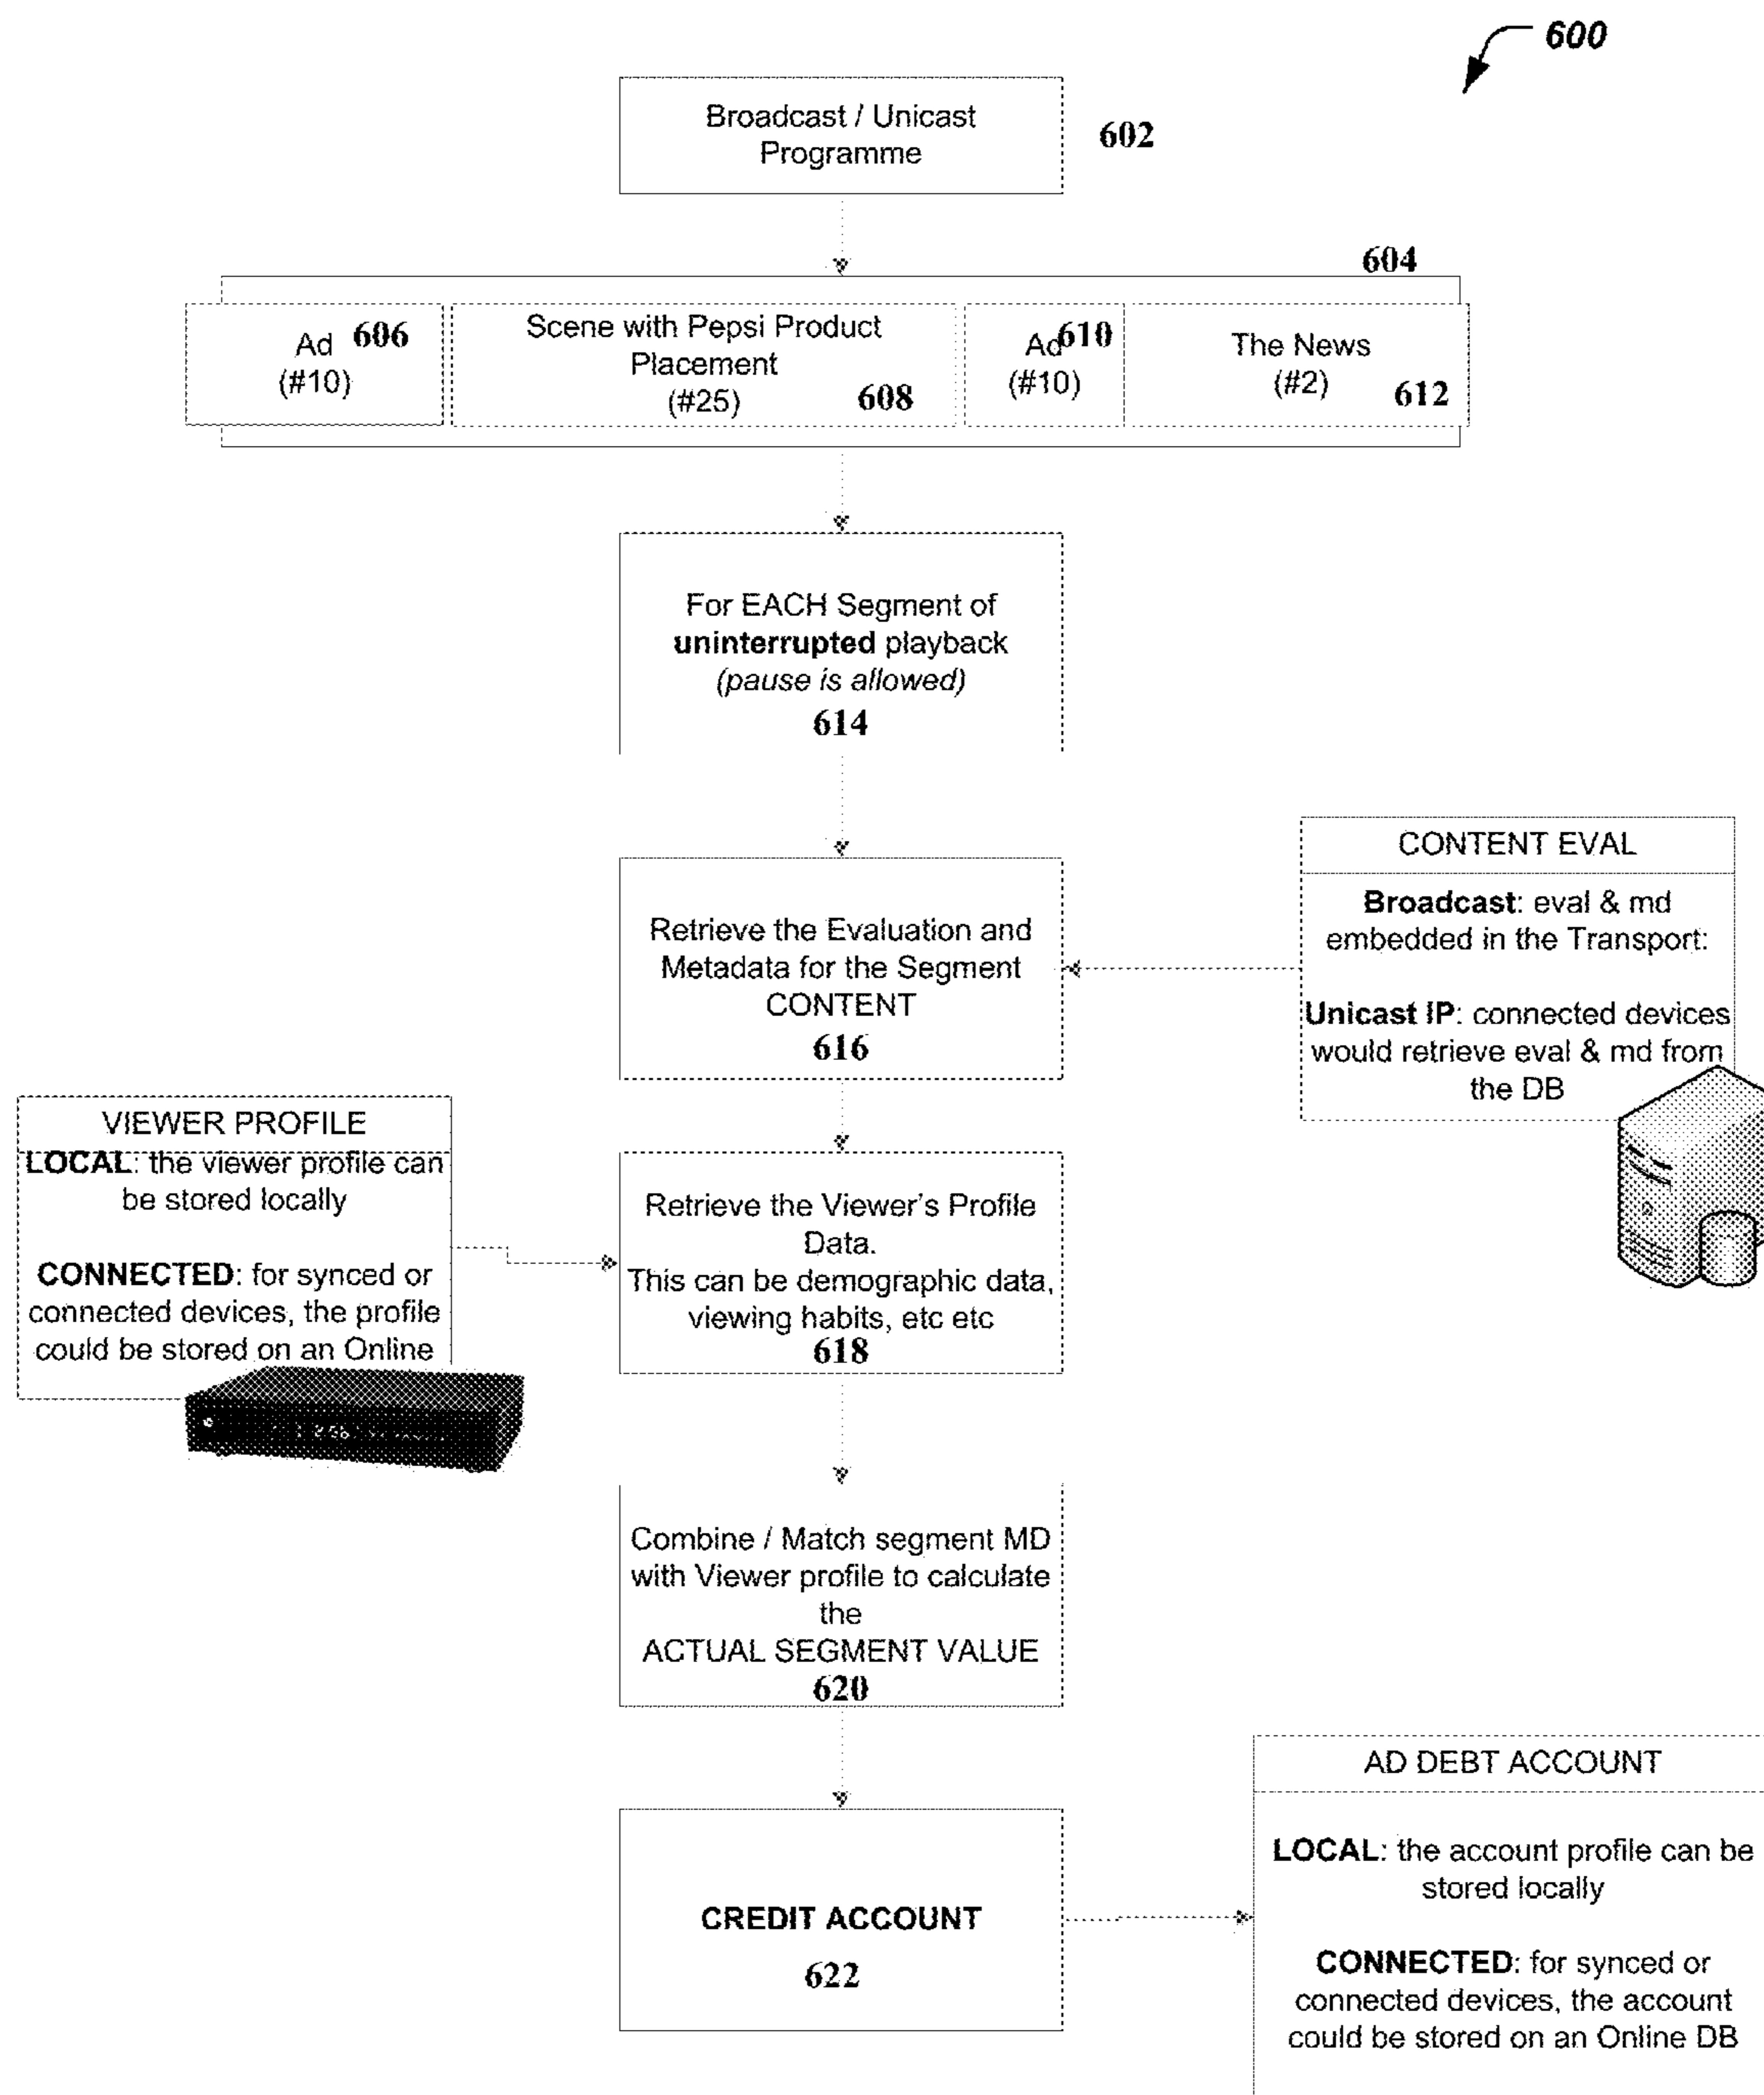 600
Broadcast / Unicast
Programme
602
604
Ad 606
(#10)
Scene with Pepsi Product
Placement
(#25) 608
Ad 610
(#10)
The News
(#2) 612
For EACH Segment of
uninterrupted playback
(pause is allowed)
614
Retrieve the Evaluation and
Metadata for the Segment
CONTENT
616
CONTENT EVAL
Broadcast: eval & md
embedded in the Transport:
Unicast IP: connected devices
would retrieve eval & md from
the DB
VIEWER PROFILE
LOCAL: the viewer profile can
be stored locally
CONNECTED: for synced or
connected devices, the profile
could be stored on an Online
Retrieve the Viewer's Profile
Data.
This can be demographic data,
viewing habits, etc etc
618
Combine / Match segment MD
with Viewer profile to calculate
the
ACTUAL SEGMENT VALUE
620
CREDIT ACCOUNT
622
AD DEBT ACCOUNT
LOCAL: the account profile can be
stored locally
CONNECTED: for synced or
connected devices, the account
could be stored on an Online DB